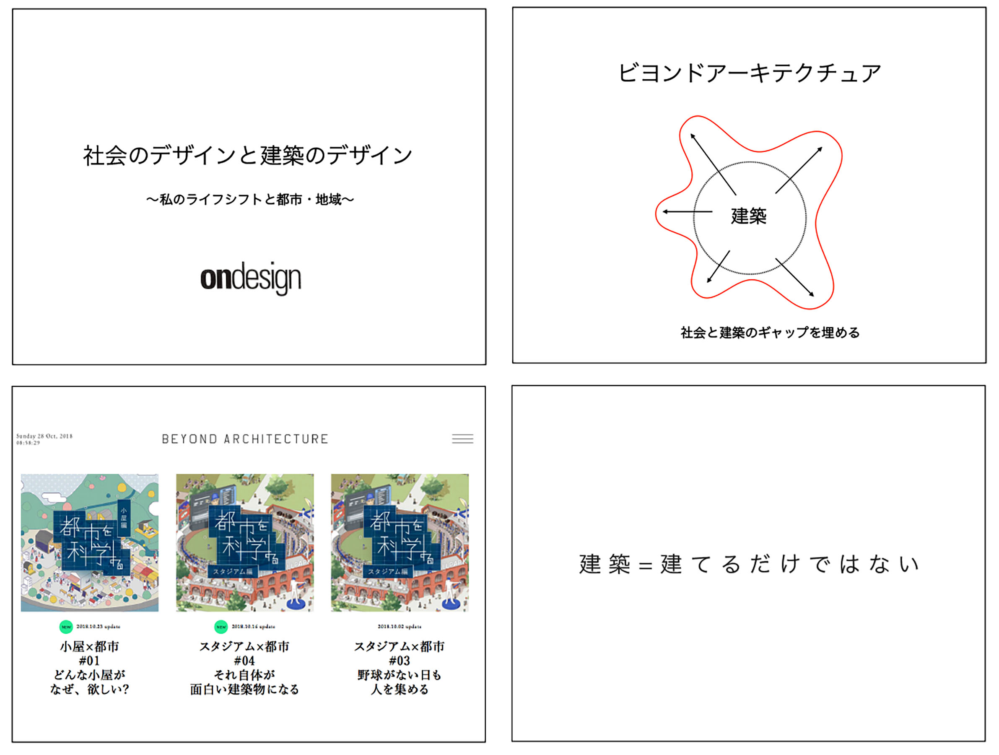 社会のデザインと建築のデザイン
〜私のライフシフトと都市・地域〜
ondesign
ビヨンドアーキテクチュア
建築
社会と建築のギャップを埋める
Sunday 28 Oct, 2018
08:58:29
BEYOND ARCHITECTURE
都市を
科学する
小屋編
都市を
科学する
スタジアム編
都市を
科学する
スタジアム編
NEW 2018.10.23 update
小屋×都市
#01
どんな小屋が
なぜ、欲しい?
NEW 2018.10.16 update
スタジアム×都市
#04
それ自体が
面白い建築物になる
2018.10.02 update
スタジアム×都市
#03
野球がない日も
人を集める
建築=建てるだけではない